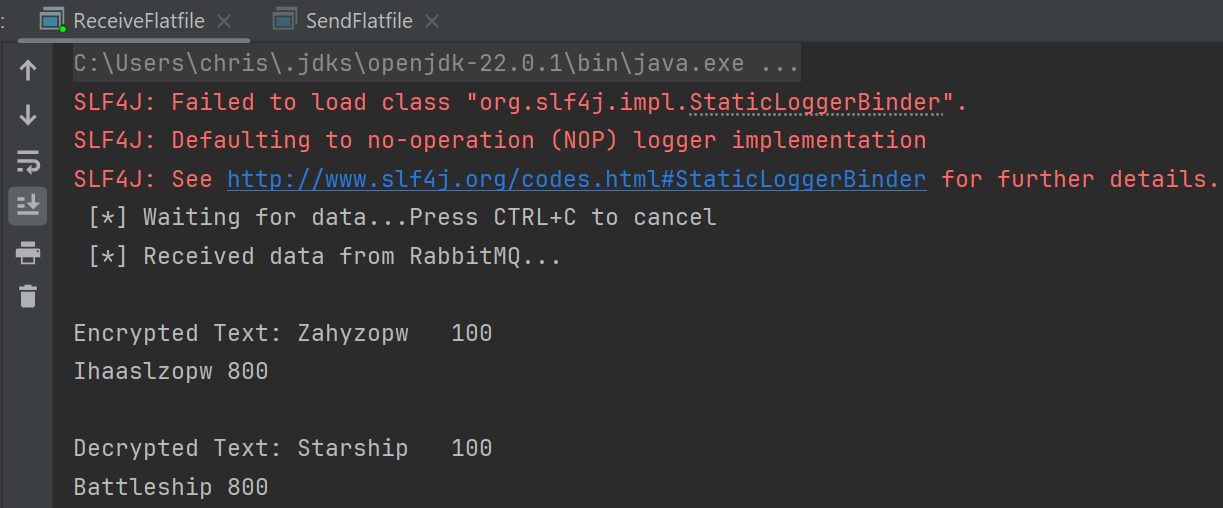 : ReceiveFlatfile SendFlatfile
C:\Users\chris\.jdks\openjdk-22.0.1\bin\java.exe ...
SLF4J: Failed to load class "org.slf4j.impl.StaticLoggerBinder".
SLF4J: Defaulting to no-operation (NOP) logger implementation
SLF4J: See http://www.slf4j.org/codes.html#StaticLoggerBinder for further details.
 [*] Waiting for data...Press CTRL+C to cancel
 [*] Received data from RabbitMQ...
Encrypted Text: Zahyzopw   100
Ihaaslzopw 800
Decrypted Text: Starship   100
Battleship 800